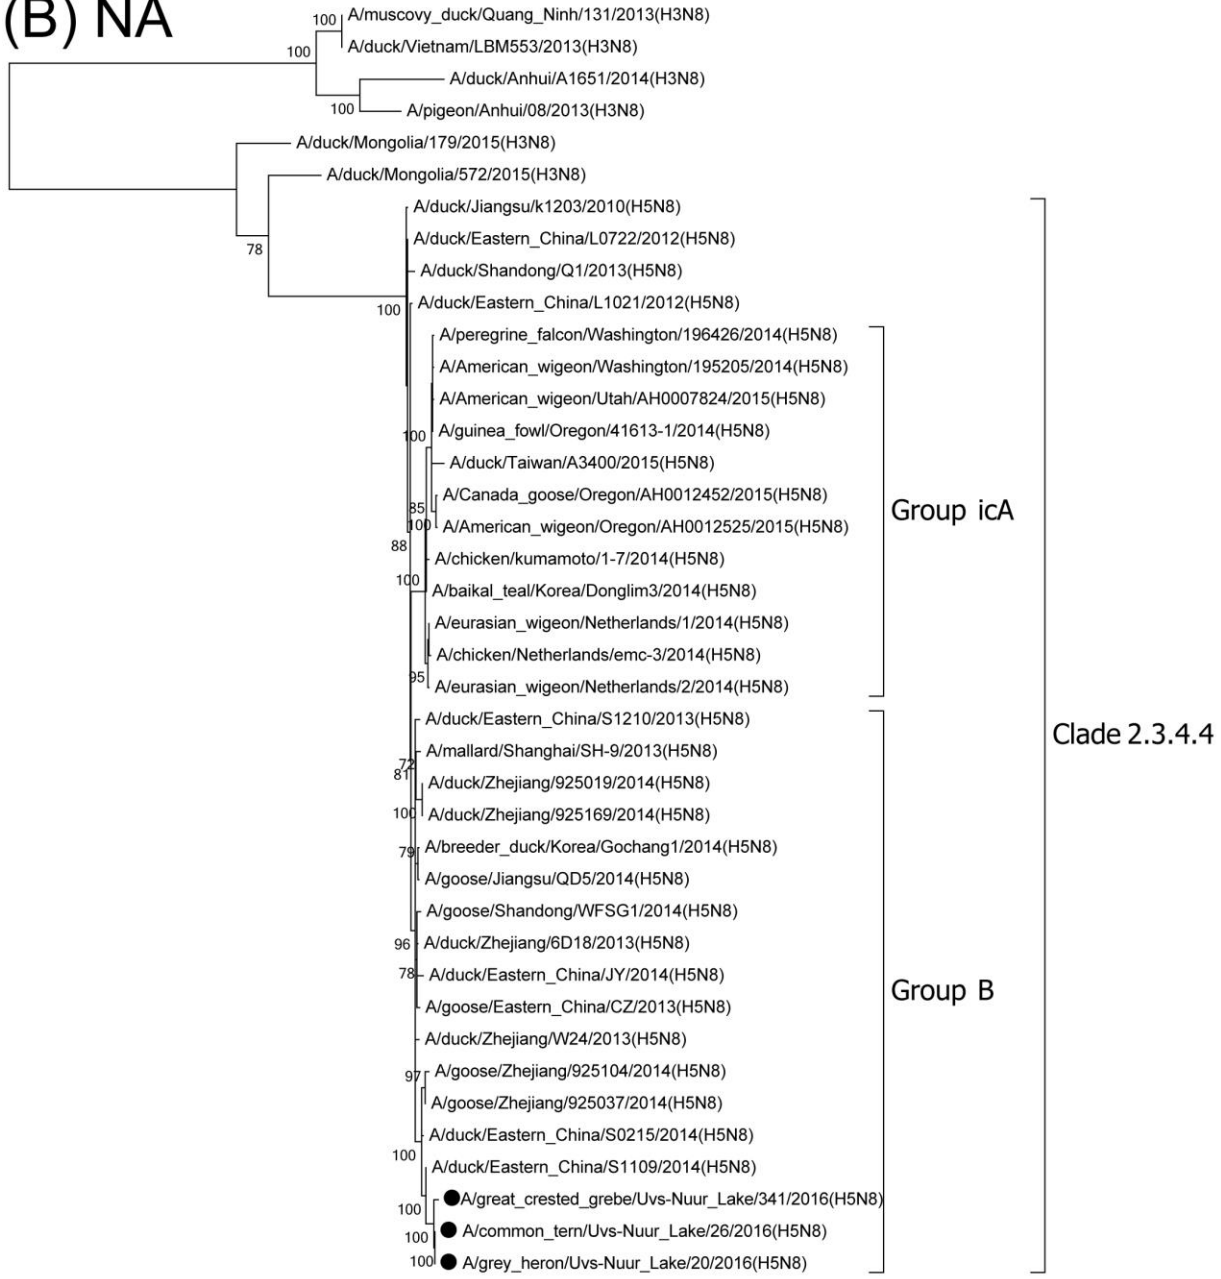 (B) NA
100
A/muscovy_duck/Quang_Ninh/131/2013(H3N8)
100
A/duck/Vietnam/LBM553/2013(H3N8)
A/duck/Anhui/A1651/2014(H3N8)
100
A/pigeon/Anhui/08/2013(H3N8)
A/duck/Mongolia/179/2015(H3N8)
A/duck/Mongolia/572/2015(H3N8)
78
A/duck/Jiangsu/k1203/2010(H5N8)
A/duck/Eastern_China/L0722/2012(H5N8)
A/duck/Shandong/Q1/2013(H5N8)
100
A/duck/Eastern_China/L1021/2012(H5N8)
A/peregrine_falcon/Washington/196426/2014(H5N8)
A/American_wigeon/Washington/195205/2014(H5N8)
A/American_wigeon/Utah/AH0007824/2015(H5N8)
100
A/guinea_fowl/Oregon/41613-1/2014(H5N8)
A/duck/Taiwan/A3400/2015(H5N8)
A/Canada_goose/Oregon/AH0012452/2015(H5N8)
85
Group icA
100
A/American_wigeon/Oregon/AH0012525/2015(H5N8)
88
A/chicken/kumamoto/1-7/2014(H5N8)
100
A/baikal_teal/Korea/Donglim3/2014(H5N8)
A/eurasian_wigeon/Netherlands/1/2014(H5N8)
A/chicken/Netherlands/emc-3/2014(H5N8)
95
A/eurasian_wigeon/Netherlands/2/2014(H5N8)
A/duck/Eastern_China/S1210/2013(H5N8)
Clade 2.3.4.4
A/mallard/Shanghai/SH-9/2013(H5N8)
72
81
A/duck/Zhejiang/925019/2014(H5N8)
100
A/duck/Zhejiang/925169/2014(H5N8)
79
A/breeder_duck/Korea/Gochang1/2014(H5N8)
A/goose/Jiangsu/QD5/2014(H5N8)
A/goose/Shandong/WFSG1/2014(H5N8)
96
A/duck/Zhejiang/6D18/2013(H5N8)
78
A/duck/Eastern_China/JY/2014(H5N8)
Group B
A/goose/Eastern_China/CZ/2013(H5N8)
A/duck/Zhejiang/W24/2013(H5N8)
97
A/goose/Zhejiang/925104/2014(H5N8)
A/goose/Zhejiang/925037/2014(H5N8)
A/duck/Eastern_China/S0215/2014(H5N8)
100
A/duck/Eastern_China/S1109/2014(H5N8)
A/great_crested_grebe/Uvs-Nuur_Lake/341/2016(H5N8)
100
A/common_tern/Uvs-Nuur_Lake/26/2016(H5N8)
100
100
A/grey_heron/Uvs-Nuur_Lake/20/2016(H5N8)